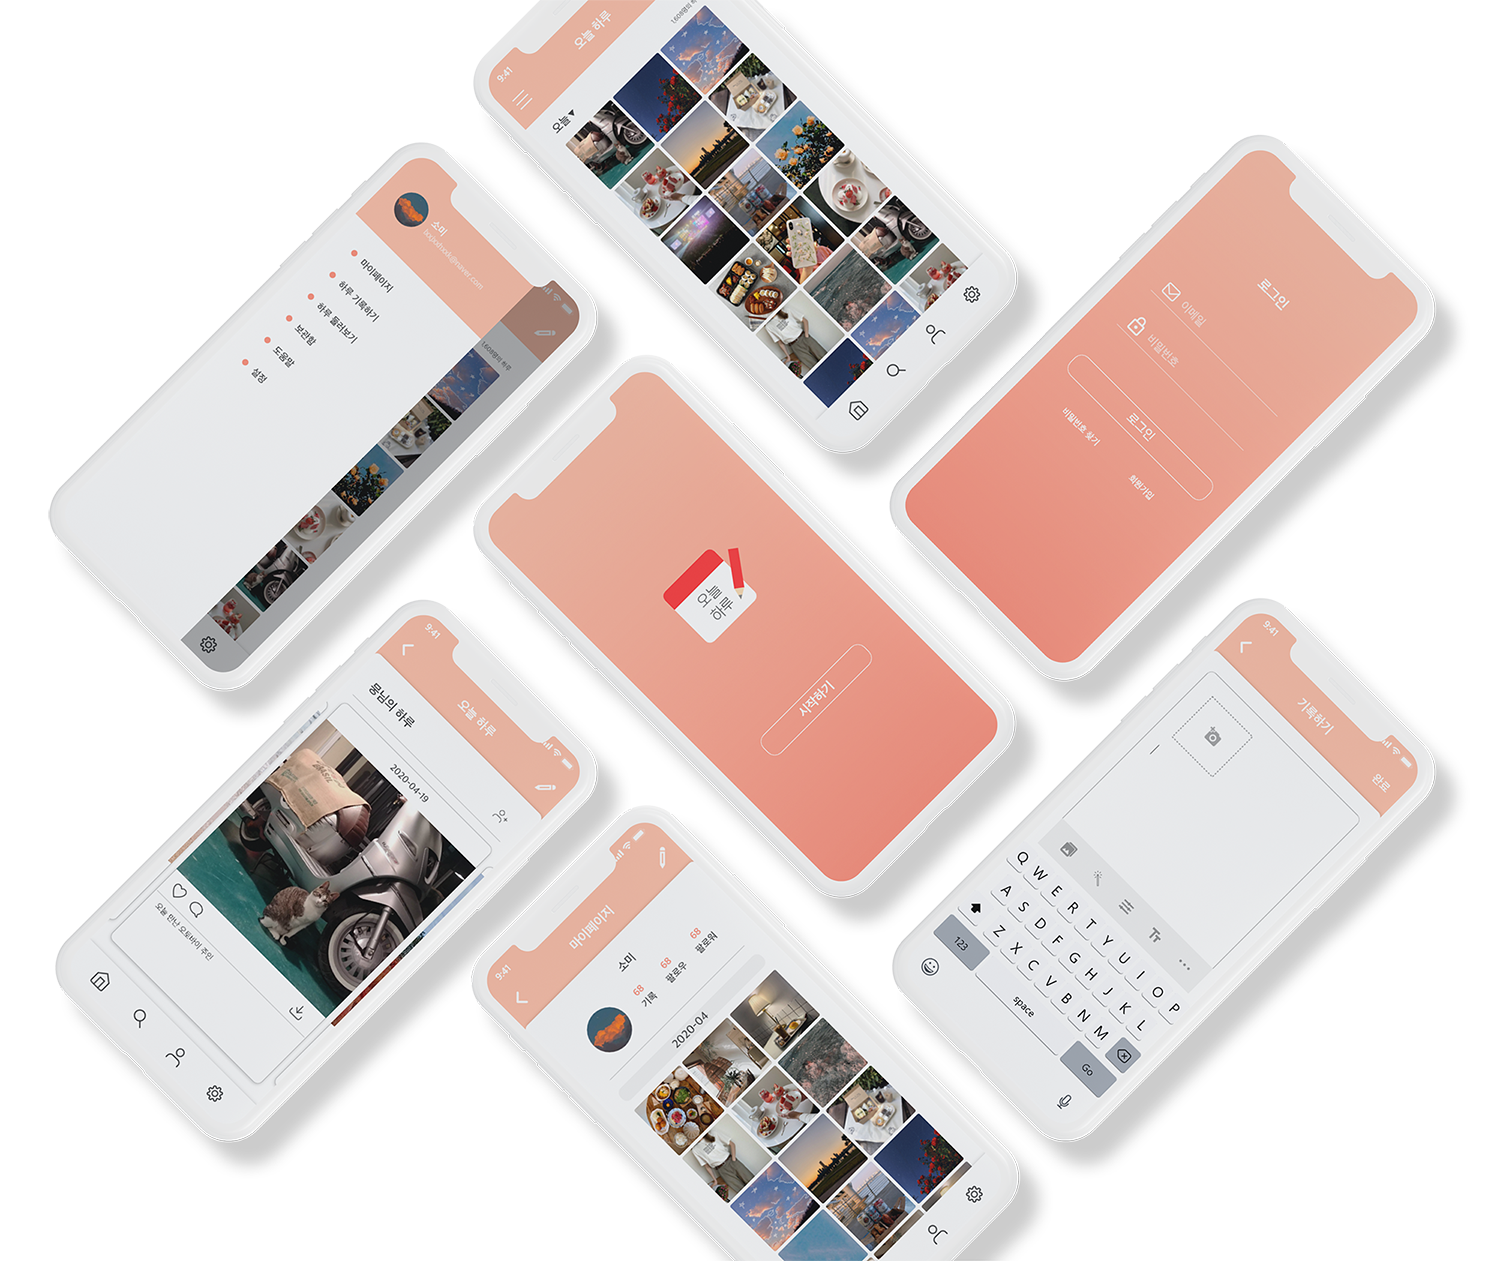 9:41
오늘 하루
1,608명의 하루
오늘▼
소미
마이페이지
하루 기록하기
하루 둘러보기
보관함
도움말
설정
1,608명의 하루
로그인
이메일
비밀번호
로그인
비밀번호 찾기
회원가입
오늘
하루
시작하기
9:41
오늘 하루
뭉님의 하루
2020-04-19
오늘 만난 오토바이 주인
9:41
마이페이지
소미
68 68 68
기록 팔로우 팔로워
2020-04
9:41
기록하기
완료
Tr
Q W E R T Y U I O P
A S D F G H J K L
Z X C V B N M
123 space Go